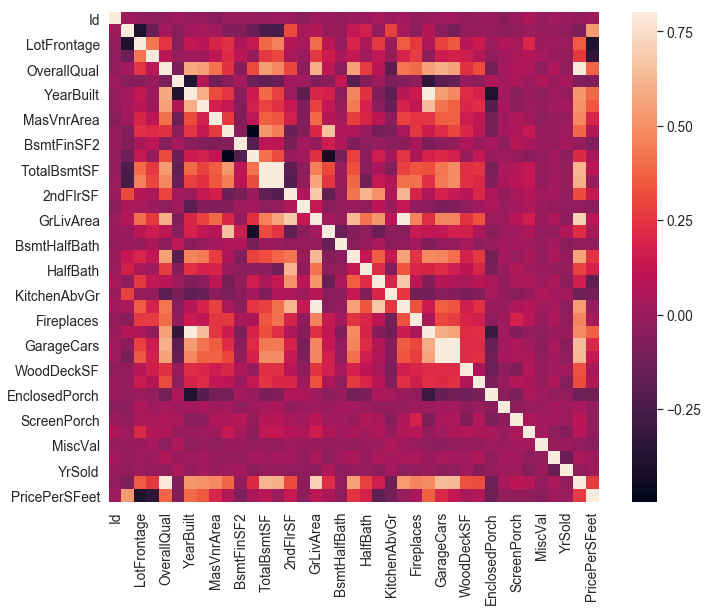 Id
LotFrontage
OverallQual
YearBuilt
MasVnrArea
BsmtFinSF2
TotalBsmtSF
2ndFlrSF
GrLivArea
BsmtHalfBath
HalfBath
KitchenAbvGr
Fireplaces
GarageCars
WoodDeckSF
EnclosedPorch
ScreenPorch
MiscVal
YrSold
PricePerSFeet
Id
LotFrontage
OverallQual
YearBuilt
MasVnrArea
BsmtFinSF2
TotalBsmtSF
2ndFlrSF
GrLivArea
BsmtHalfBath
HalfBath
KitchenAbvGr
Fireplaces
GarageCars
WoodDeckSF
EnclosedPorch
ScreenPorch
MiscVal
YrSold
PricePerSFeet
0.75
0.50
0.25
0.00
−0.25